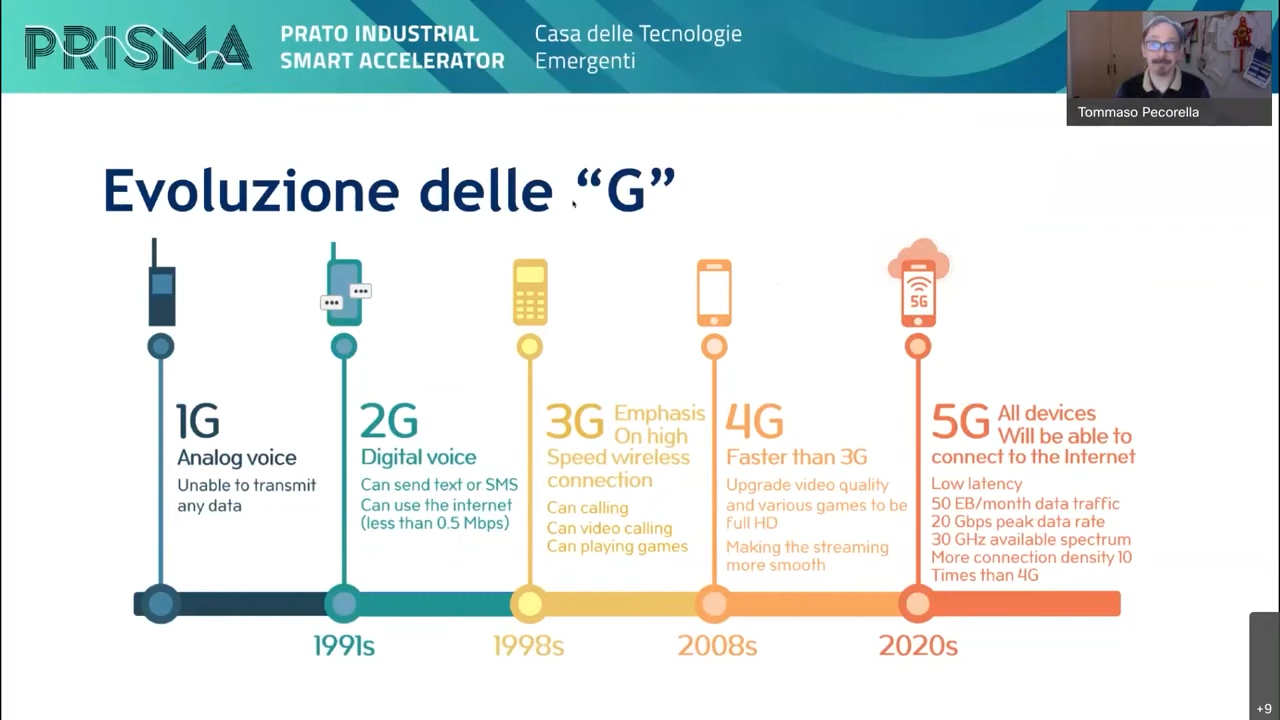 PRISMA
PRATO INDUSTRIAL
SMART ACCELERATOR
Casa delle Tecnologie
Emergenti
Tommaso Pecorella
Evoluzione delle “G”
5G
1G
Analog voice
Unable to transmit
any data
2G
Digital voice
Can send text or SMS
Can use the internet
(less than 0.5 Mbps)
3G Emphasis
On high
Speed wireless
connection
Can calling
Can video calling
Can playing games
4G
Faster than 3G
Upgrade video quality
and various games to be
full HD
Making the streaming
more smooth
5G All devices
Will be able to
connect to the Internet
Low latency
50 EB/month data traffic
20 Gbps peak data rate
30 GHz available spectrum
More connection density 10
Times than 4G
1991s
1998s
2008s
2020s
+9